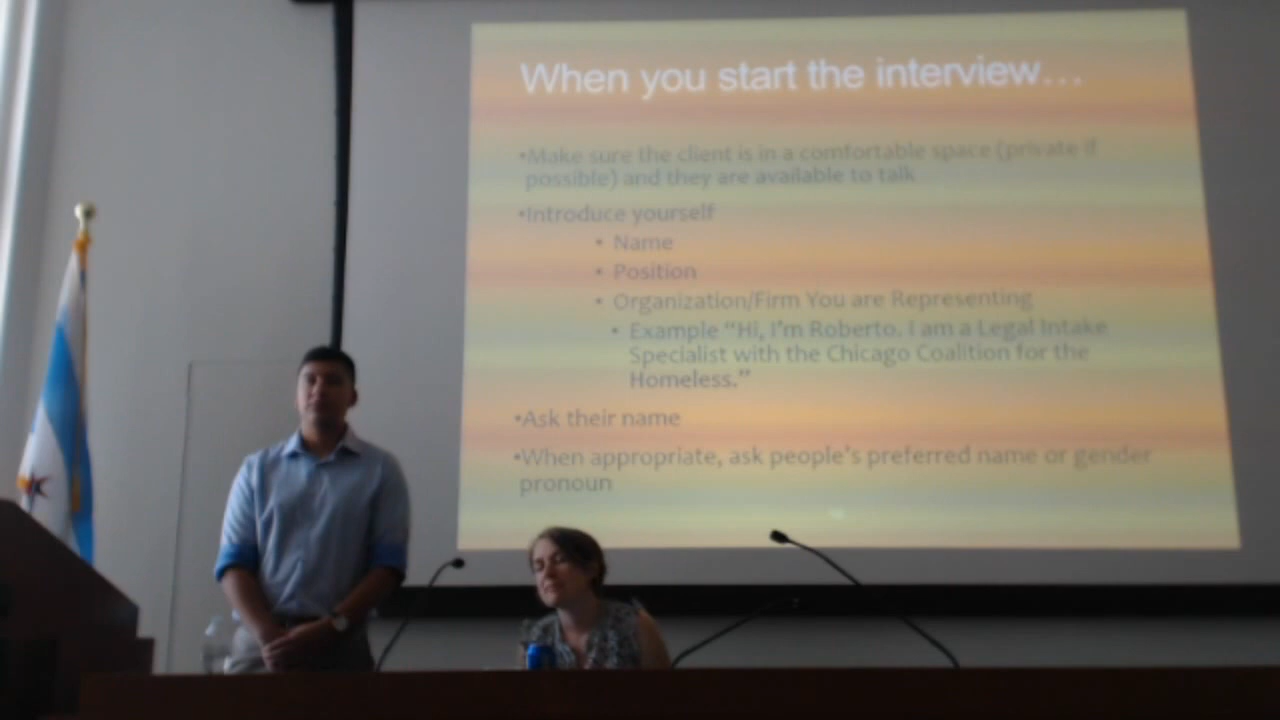 When you start the interview...
•Make sure the client is in a comfortable space (private if
possible) and they are available to talk
•Introduce yourself
• Name
• Position
• Organization/Firm You are Representing
• Example “Hi, I’m Roberto. I am a Legal Intake
Specialist with the Chicago Coalition for the
Homeless.”
•Ask their name
•When appropriate, ask people’s preferred name or gender
pronoun